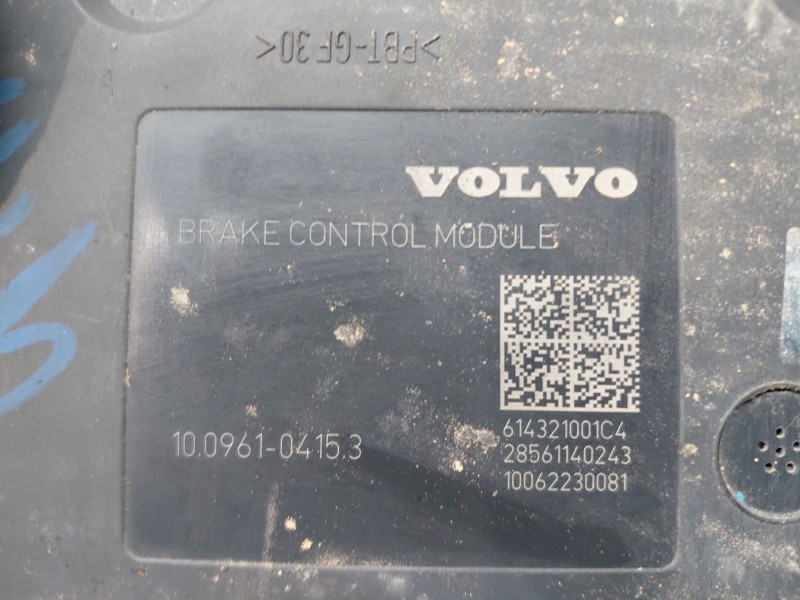 >PBT-GF30<
VOLVO
BRAKE CONTROL MODULE
10.0961-0415.3
614321001C4
28561140243
10062230081